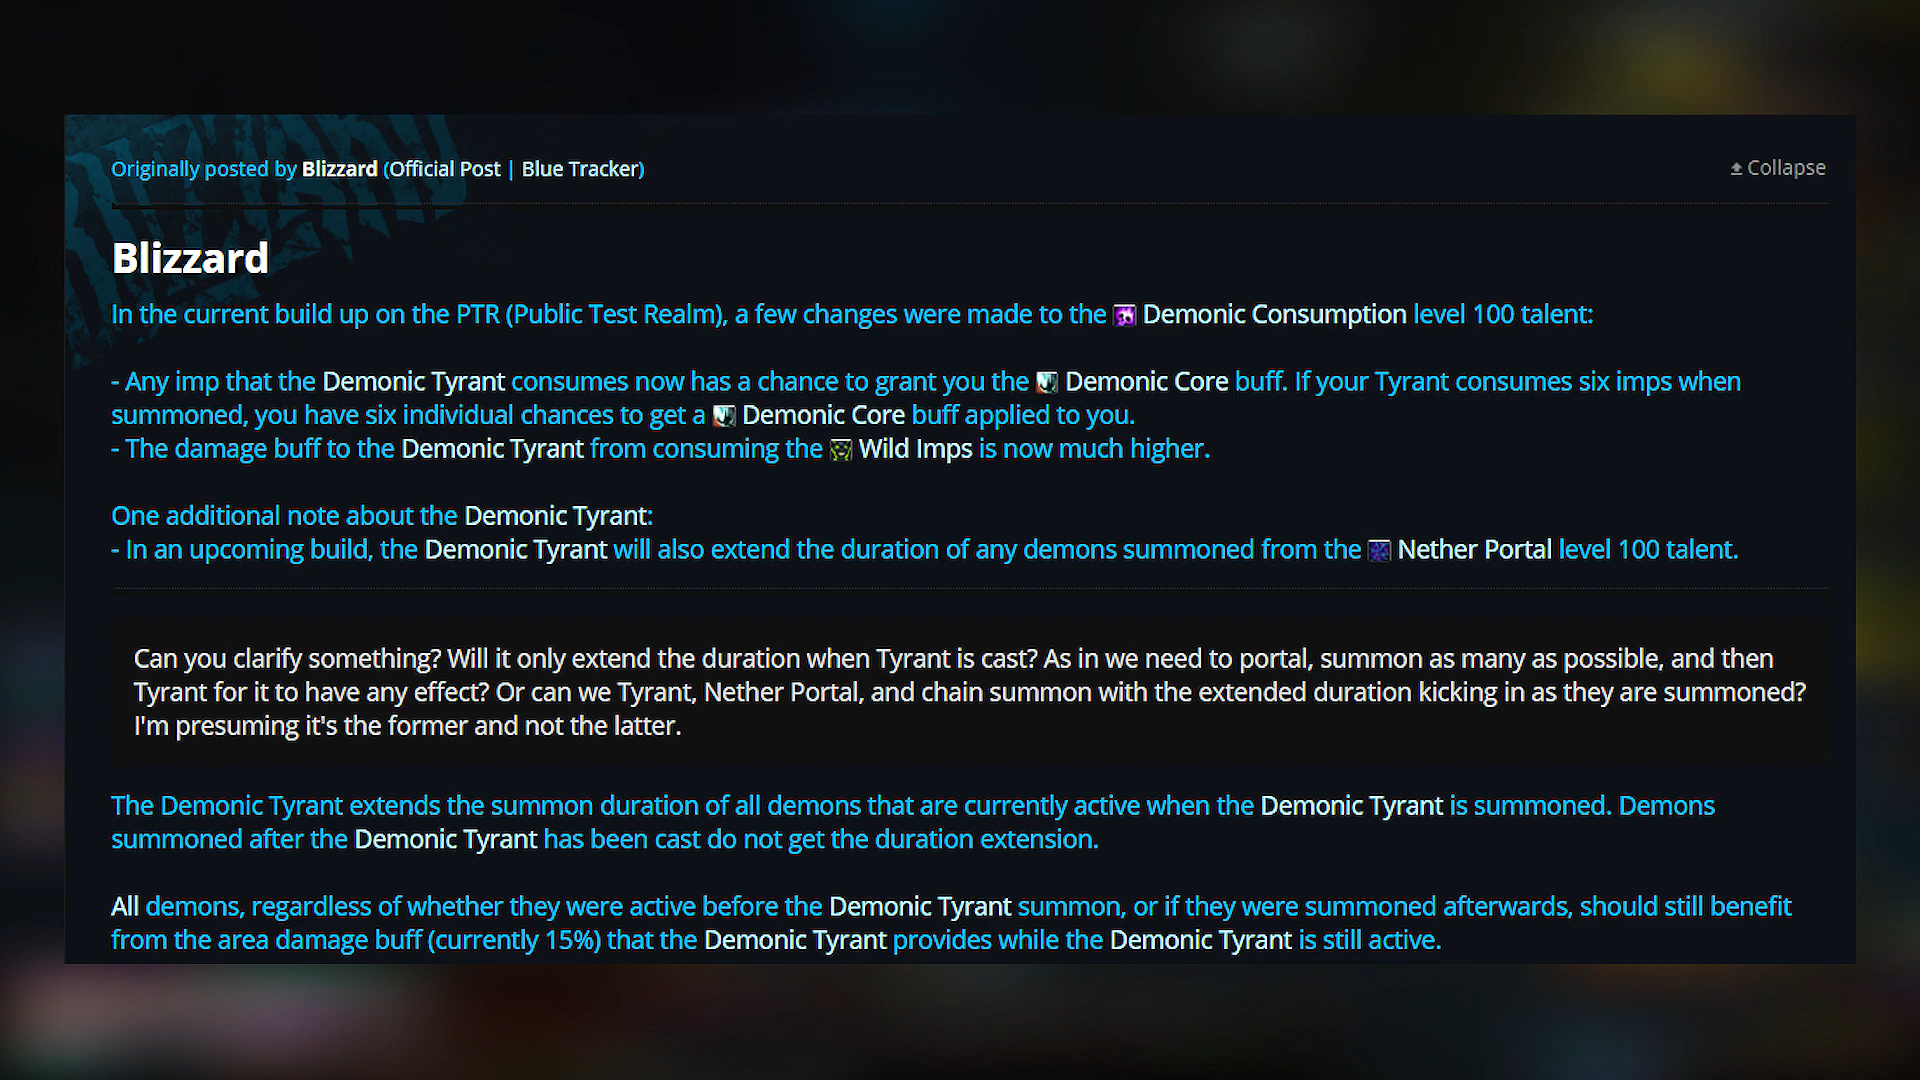 Originally posted by Blizzard (Official Post | Blue Tracker)
Collapse
Blizzard
In the current build up on the PTR (Public Test Realm), a few changes were made to the Demonic Consumption level 100 talent:
- Any imp that the Demonic Tyrant consumes now has a chance to grant you the Demonic Core buff. If your Tyrant consumes six imps when
summoned, you have six individual chances to get a Demonic Core buff applied to you.
- The damage buff to the Demonic Tyrant from consuming the Wild Imps is now much higher.
One additional note about the Demonic Tyrant:
- In an upcoming build, the Demonic Tyrant will also extend the duration of any demons summoned from the Nether Portal level 100 talent.
Can you clarify something? Will it only extend the duration when Tyrant is cast? As in we need to portal, summon as many as possible, and then
Tyrant for it to have any effect? Or can we Tyrant, Nether Portal, and chain summon with the extended duration kicking in as they are summoned?
I'm presuming it's the former and not the latter.
The Demonic Tyrant extends the summon duration of all demons that are currently active when the Demonic Tyrant is summoned. Demons
summoned after the Demonic Tyrant has been cast do not get the duration extension.
All demons, regardless of whether they were active before the Demonic Tyrant summon, or if they were summoned afterwards, should still benefit
from the area damage buff (currently 15%) that the Demonic Tyrant provides while the Demonic Tyrant is still active.